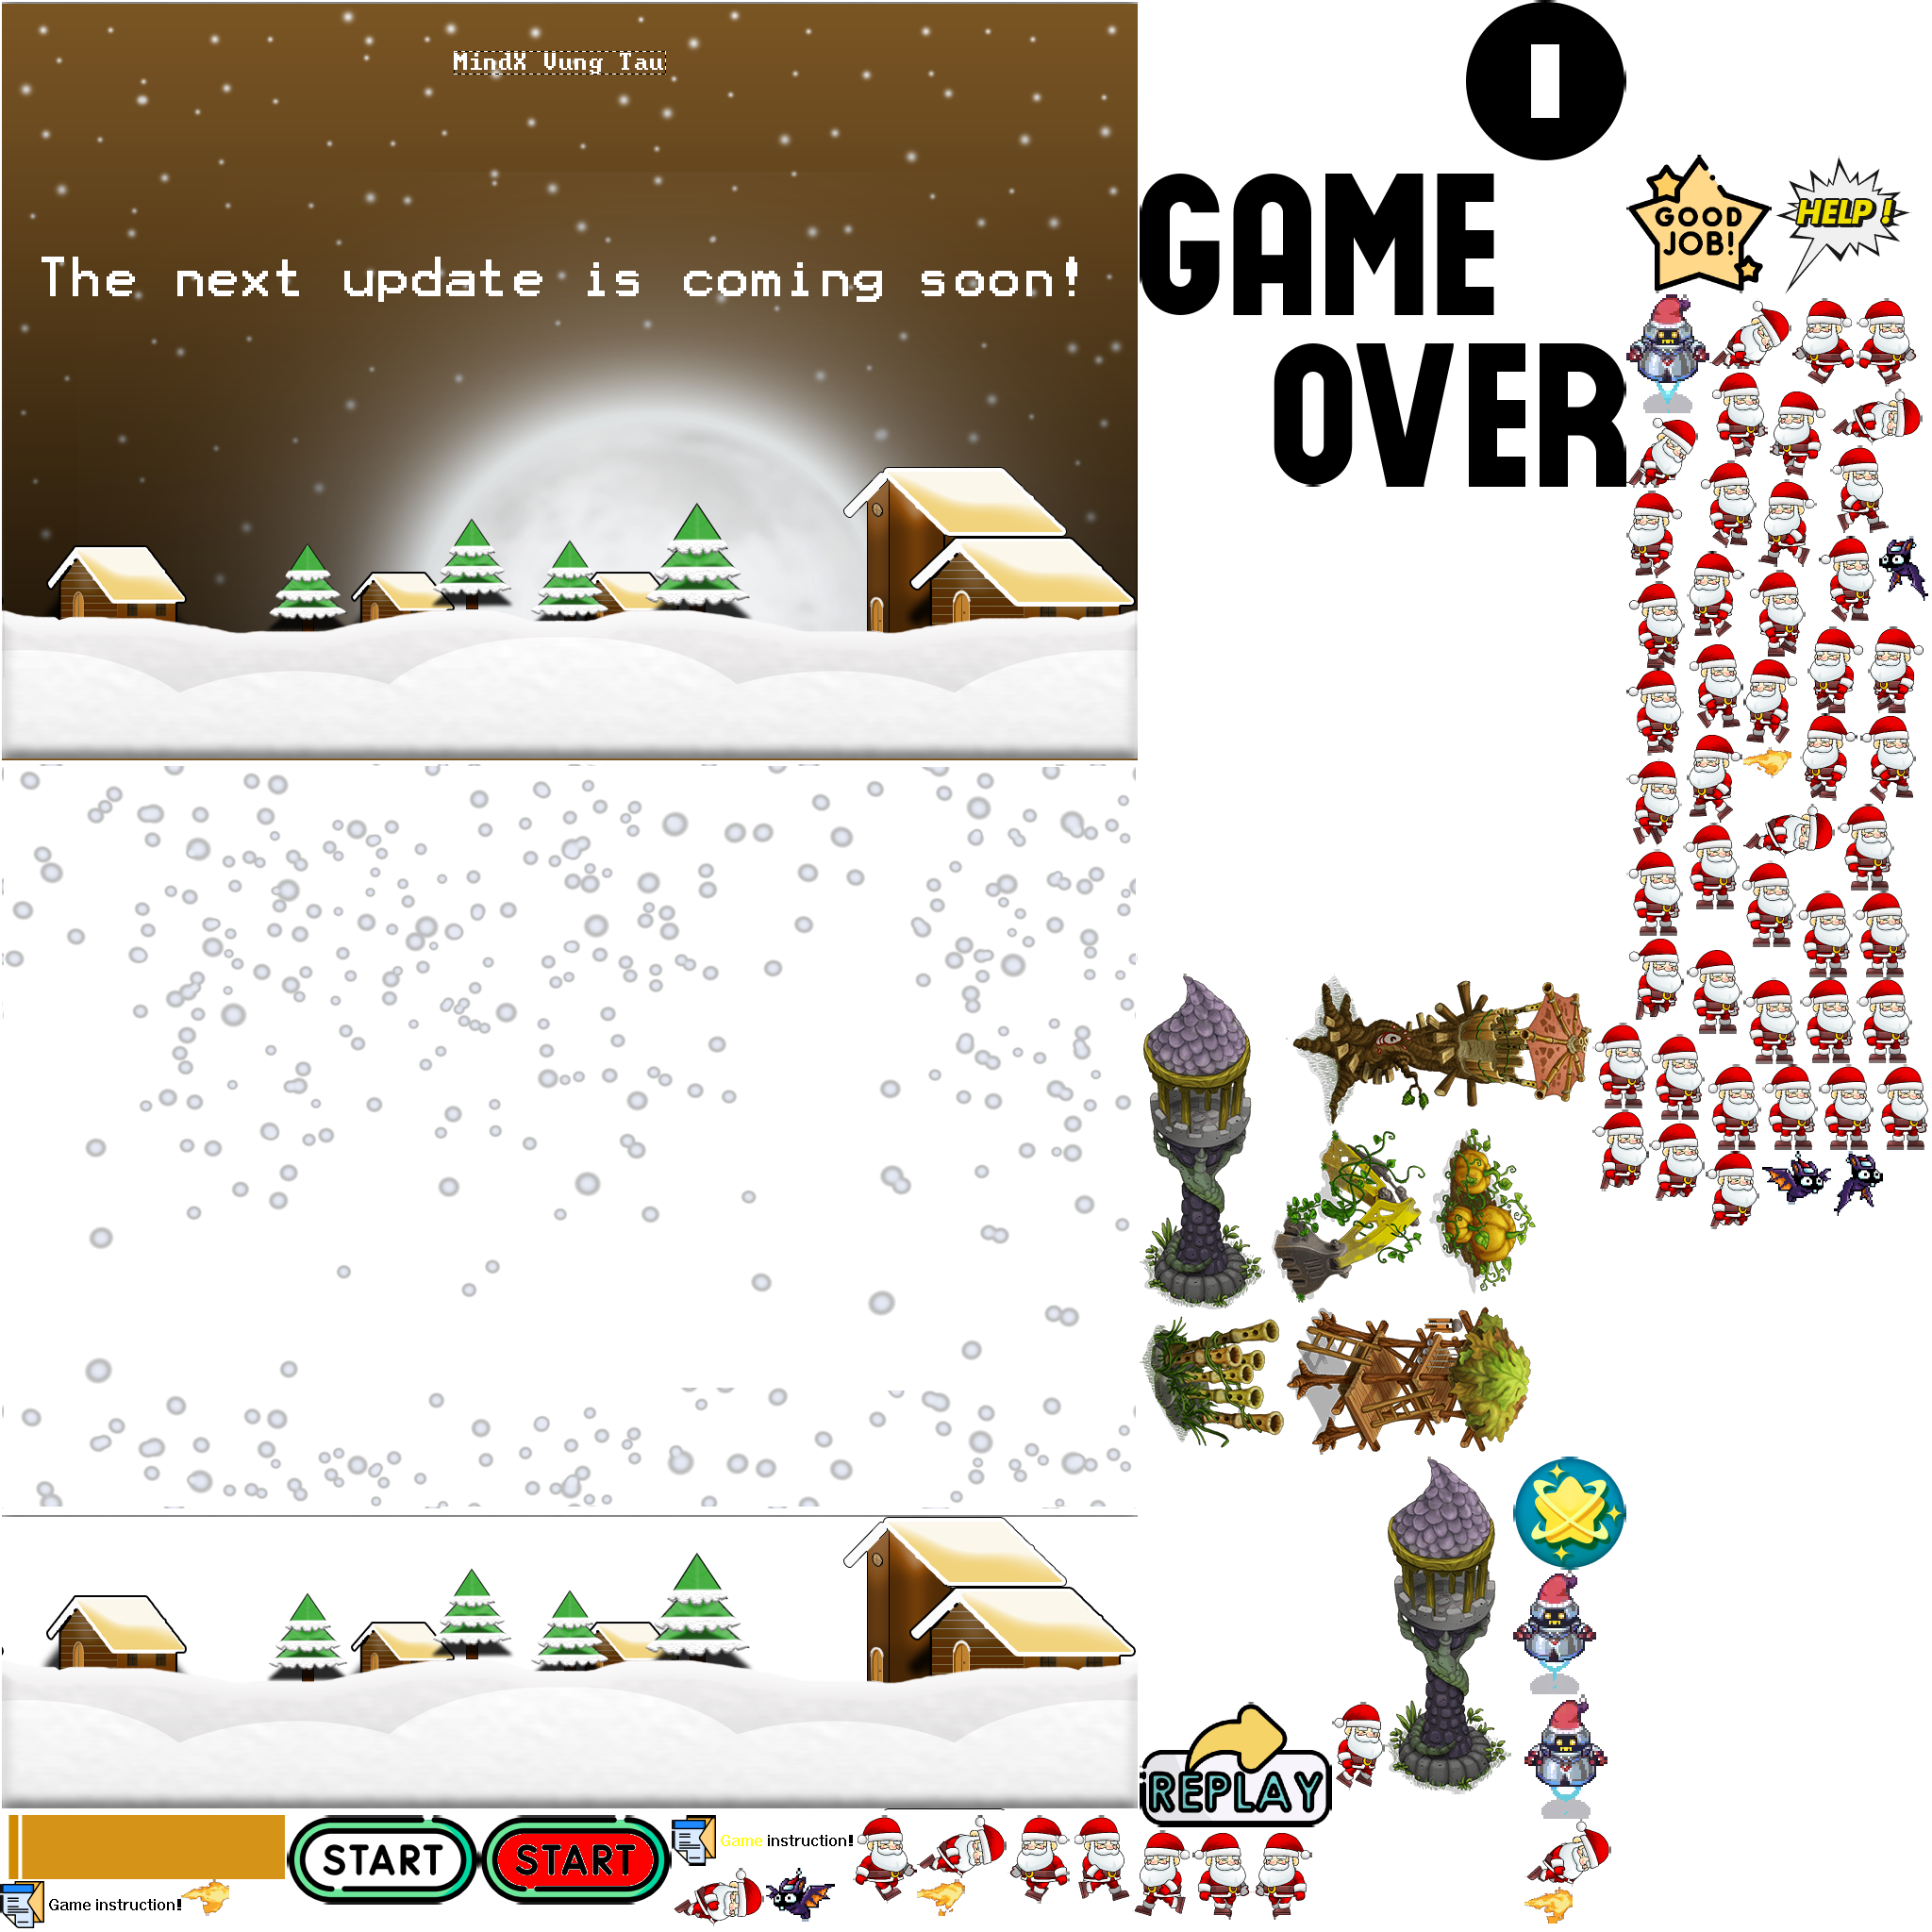 MindX Vung Tau
The next update is coming soon!
I
GAME
OVER
GOOD
JOB!
HELP !
REPLAY
START
START
Game instruction!
Game instruction!